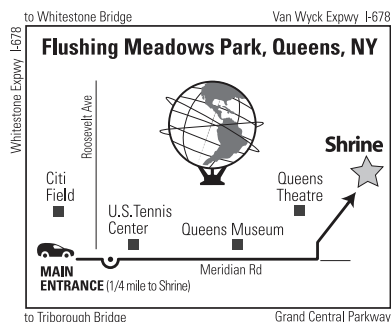 to Whitestone Bridge
Van Wyck Expwy I-678
Whitestone Expwy I-678
Flushing Meadows Park, Queens, NY
Roosevelt Ave
Shrine
Citi
Field
U.S.Tennis
Center
Queens Museum
Queens
Theatre
MAIN
ENTRANCE (1/4 mile to Shrine)
Meridian Rd
to Triborough Bridge
Grand Central Parkway